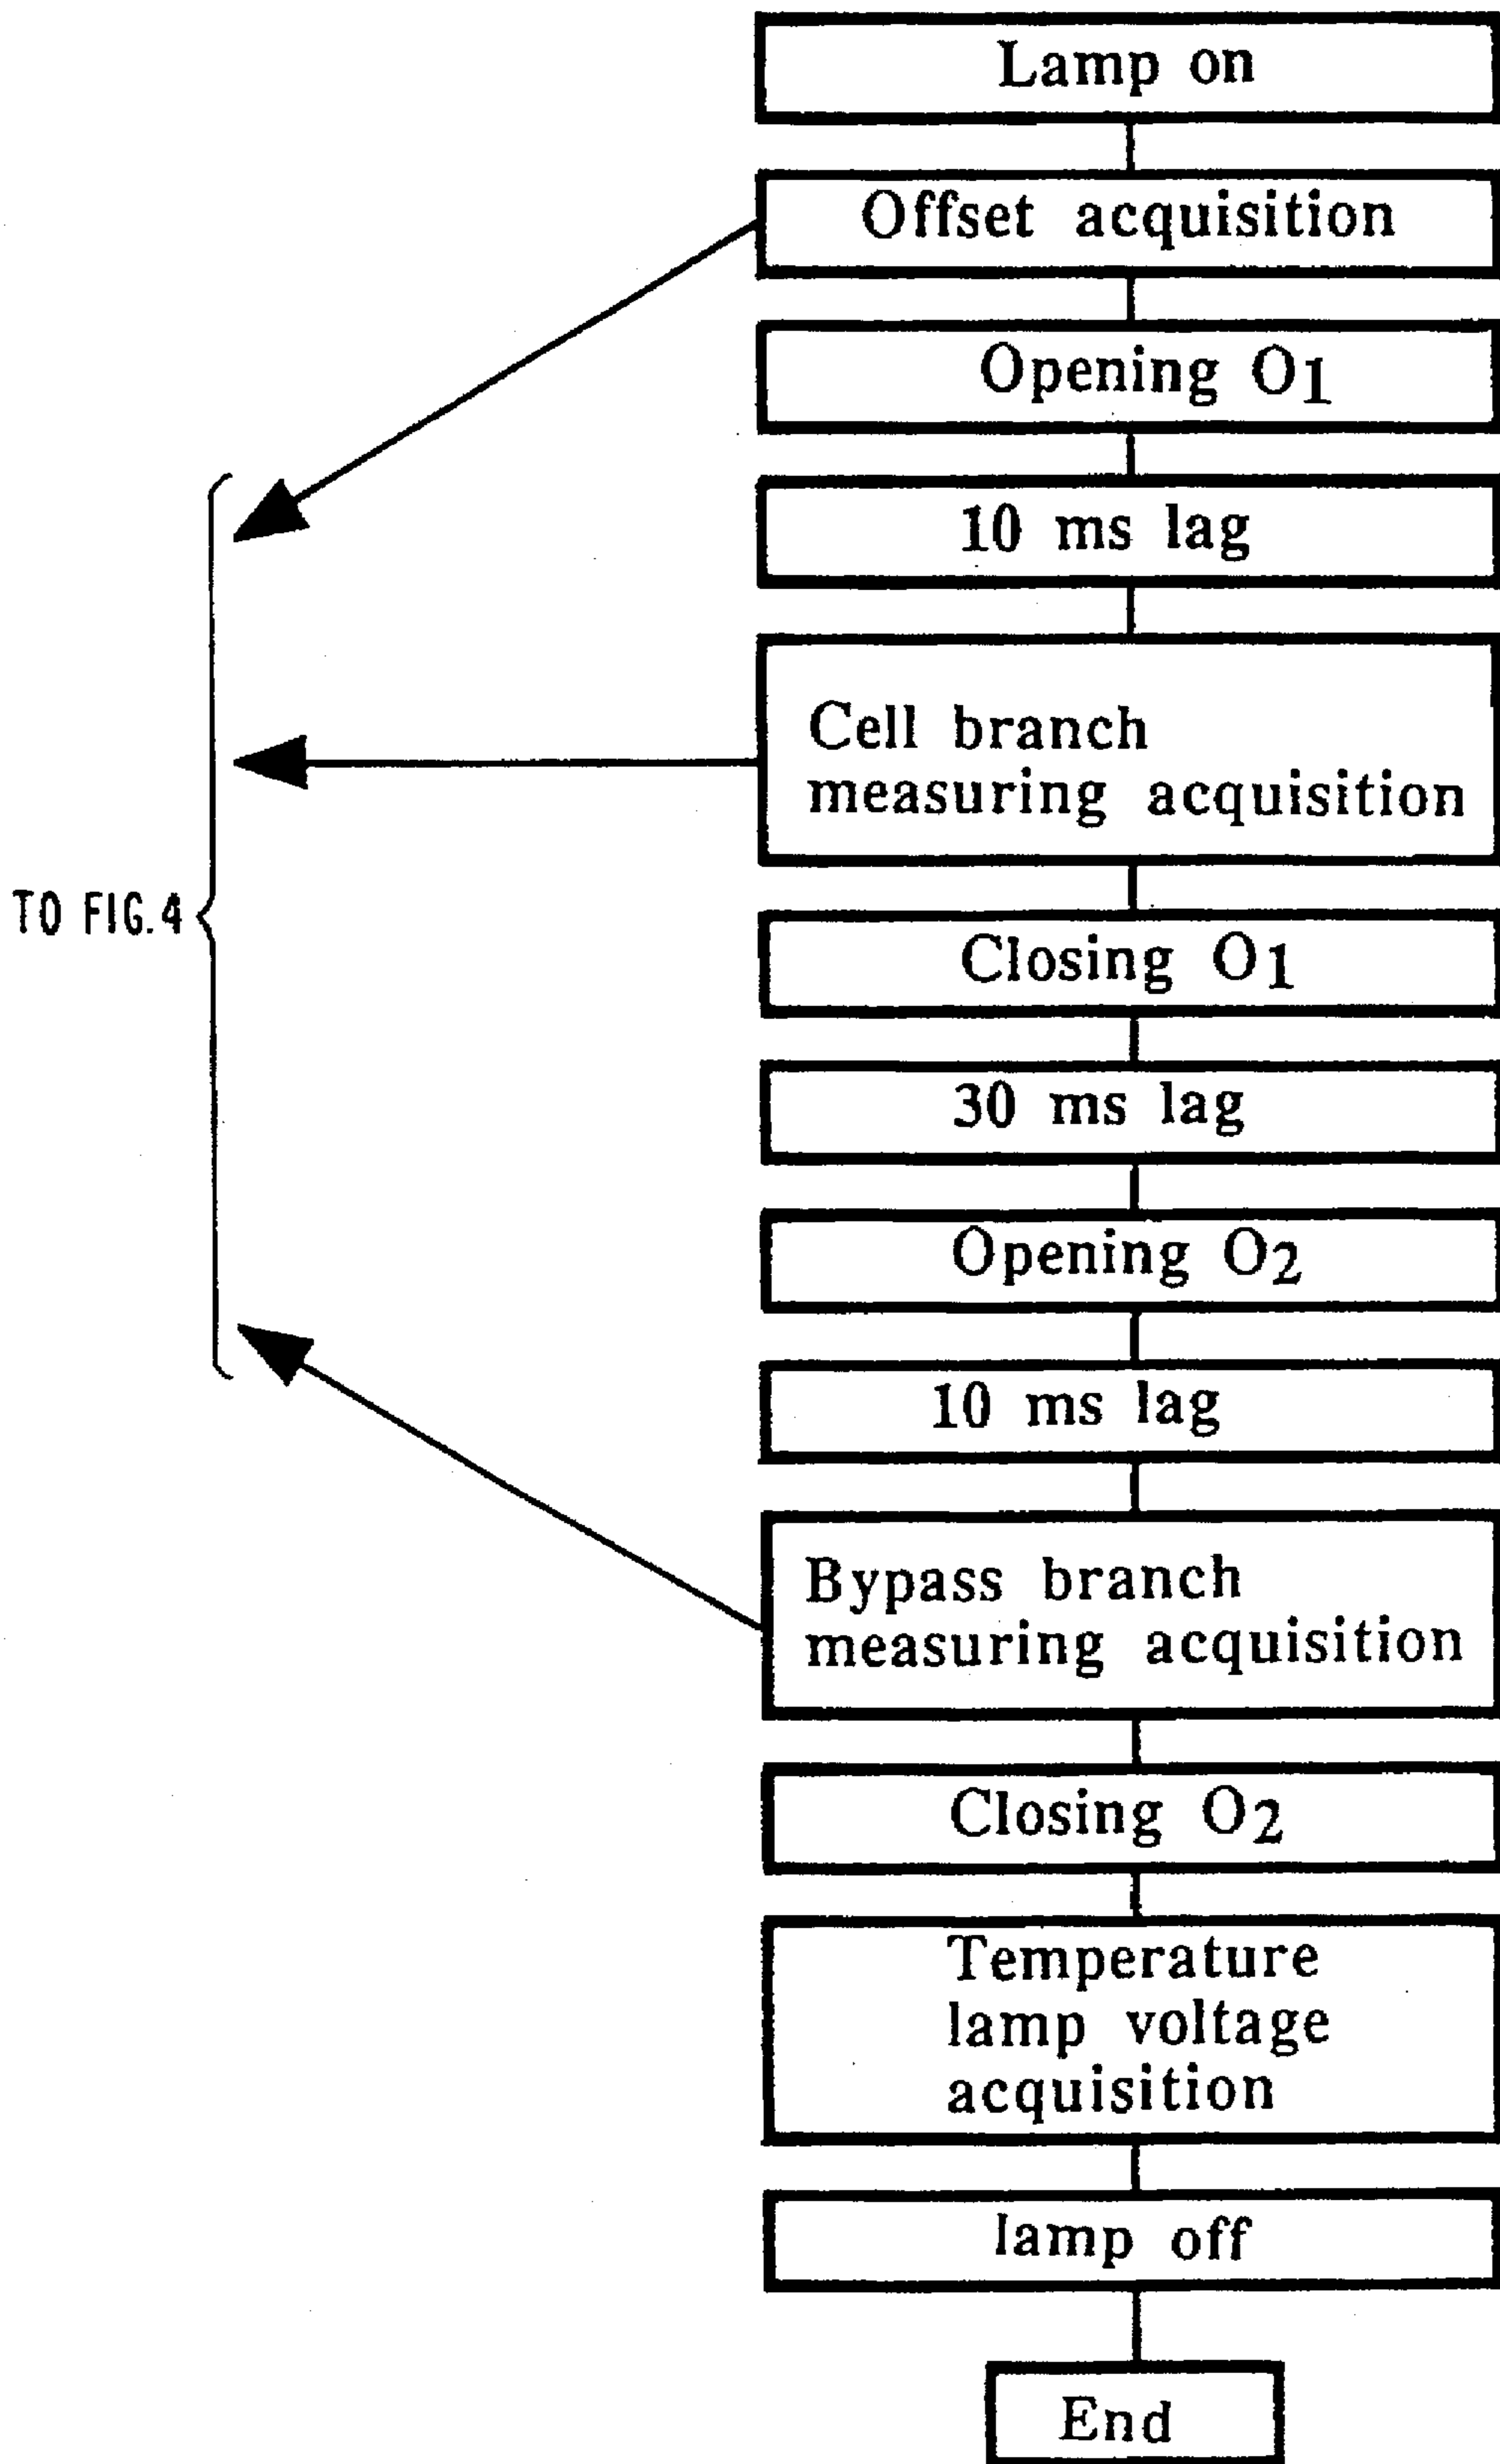 Lamp on
Offset acquisition
Opening O1
10 ms lag
Cell branch
measuring acquisition
TO FIG.4
Closing O1
30 ms lag
Opening O2
10 ms lag
Bypass branch
measuring acquisition
Closing O2
Temperature
lamp voltage
acquisition
lamp off
End